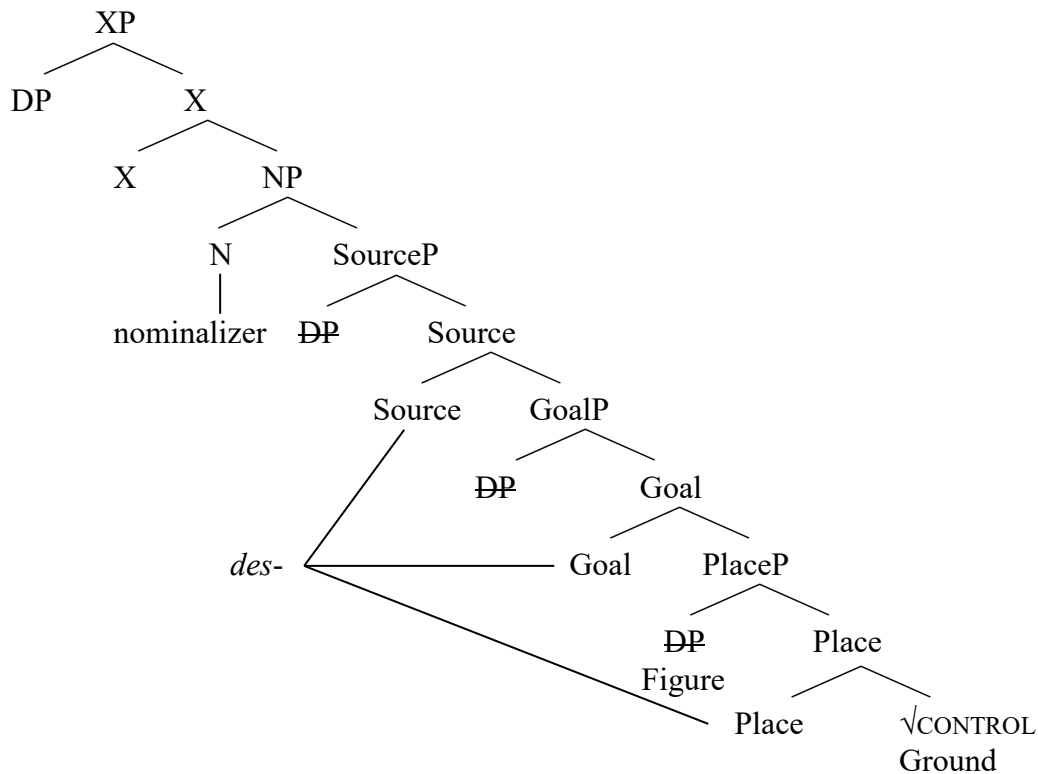 XP
DP X
X NP
N SourceP
nominalizer DP Source
Source GoalP
DP Goal
des- Goal PlaceP
DP Place
Figure
Place √CONTROL
Ground